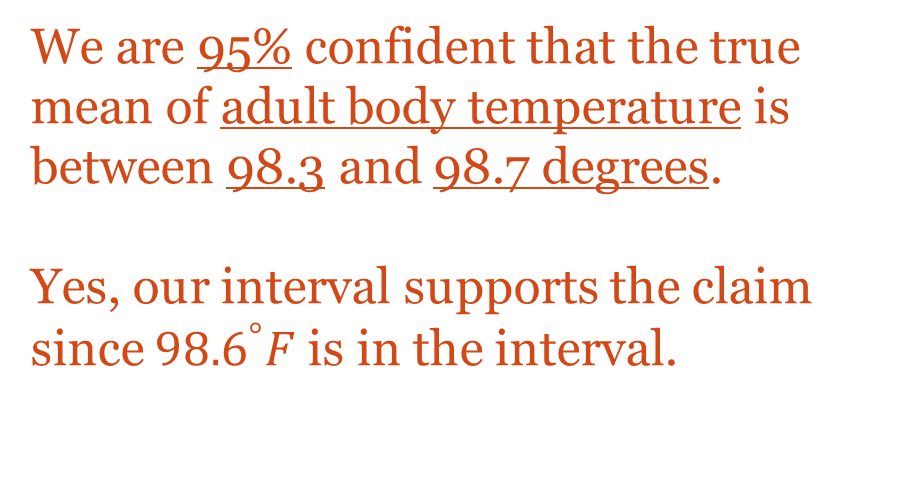 We are 95% confident that the true
mean of adult body temperature is
between 98.3 and 98.7 degrees.
Yes, our interval supports the claim
since 98.6°F is in the interval.